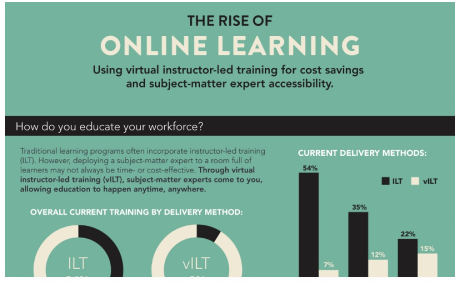 THE RISE OF
ONLINE LEARNING
Using virtual instructor-led training for cost savings
and subject-matter expert accessibility.
How do you educate your workforce?
Traditional learning programs often incorporate instructor-led training
(ILT). However, deploying a subject-matter expert to a room full of
learners may not always be time- or cost-effective. Through virtual
instructor-led training (vILT), subject-matter experts come to you,
allowing education to happen anytime, anywhere.
OVERALL CURRENT TRAINING BY DELIVERY METHOD:
ILT
vILT
CURRENT DELIVERY METHODS:
54%
ILT vILT
35%
22%
7%
12%
15%